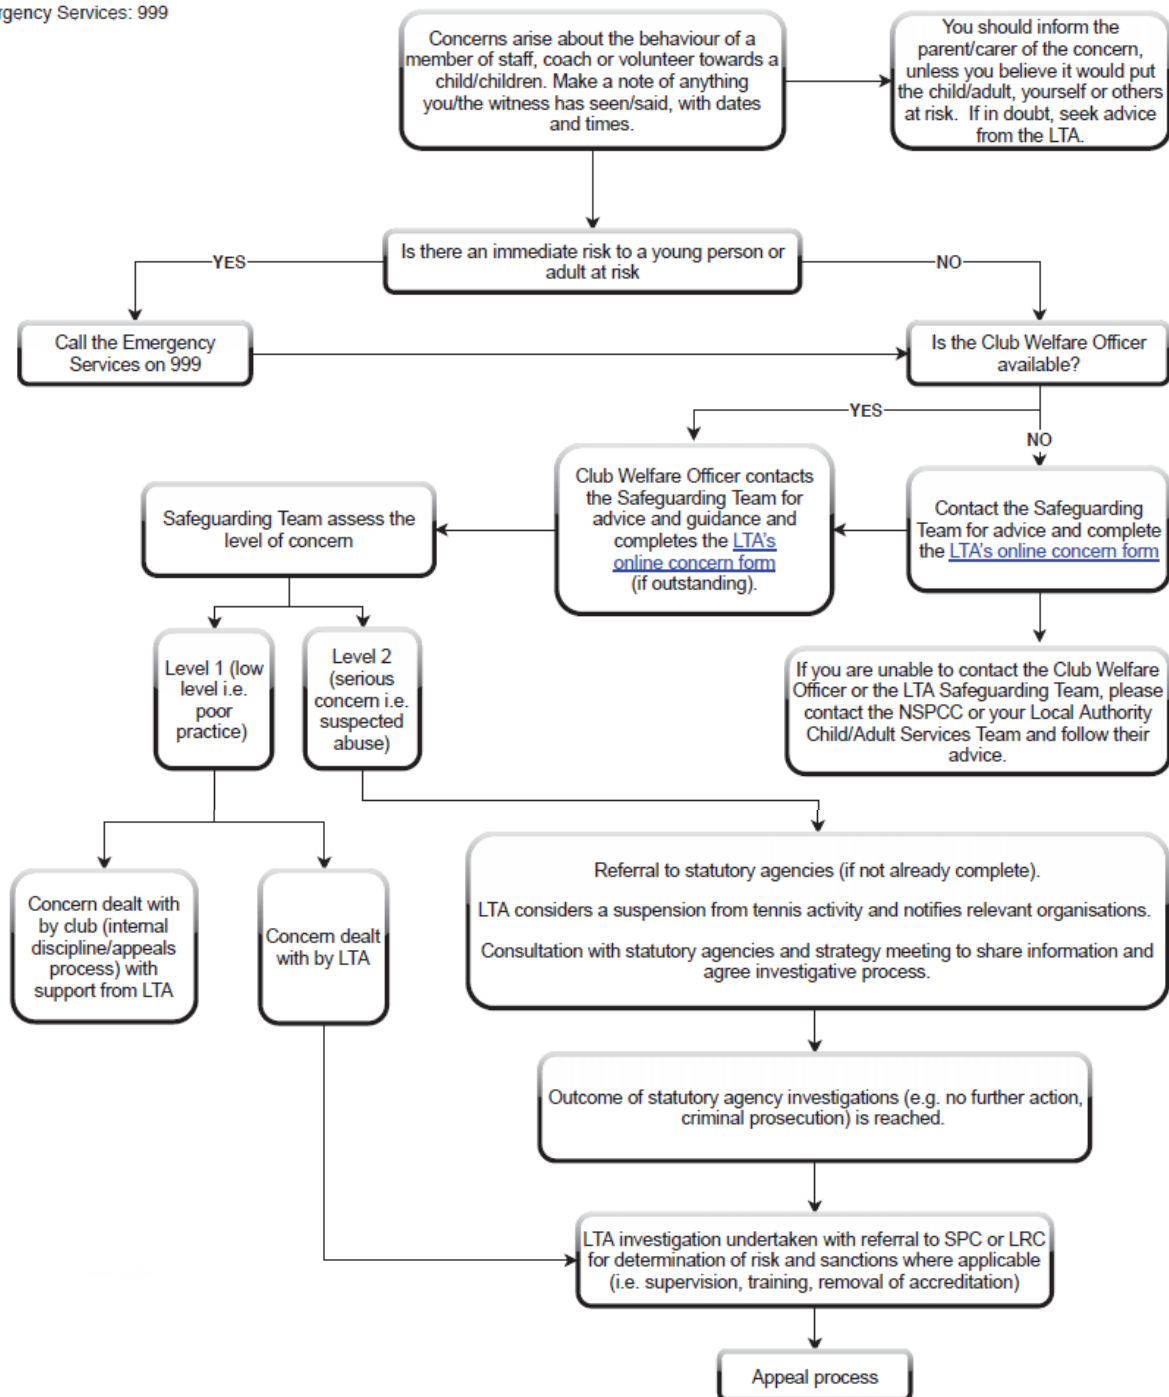 rgency Services: 999
Concerns arise about the behaviour of a
member of staff, coach or volunteer towards a
child/children. Make a note of anything
you/the witness has seen/said, with dates
and times.
You should inform the
parent/carer of the concern,
unless you believe it would put
the child/adult, yourself or others
at risk. If in doubt, seek advice
from the LTA.
Is there an immediate risk to a young person or
adult at risk
YES
NO
Call the Emergency
Services on 999
Is the Club Welfare Officer
available?
YES
NO
Club Welfare Officer contacts
the Safeguarding Team for
advice and guidance and
completes the LTA's
online concern form
(if outstanding).
Contact the Safeguarding
Team for advice and complete
the LTA's online concern form
Safeguarding Team assess the
level of concern
Level 1 (low
level i.e.
poor
practice)
Level 2
(serious
concern i.e.
suspected
abuse)
If you are unable to contact the Club Welfare
Officer or the LTA Safeguarding Team, please
contact the NSPCC or your Local Authority
Child/Adult Services Team and follow their
advice.
Concern dealt with
by club (internal
discipline/appeals
process) with
support from LTA
Concern dealt
with by LTA
Referral to statutory agencies (if not already complete).
LTA considers a suspension from tennis activity and notifies relevant organisations.
Consultation with statutory agencies and strategy meeting to share information and
agree investigative process.
Outcome of statutory agency investigations (e.g. no further action,
criminal prosecution) is reached.
LTA investigation undertaken with referral to SPC or LRC
for determination of risk and sanctions where applicable
(i.e. supervision, training, removal of accreditation)
Appeal process